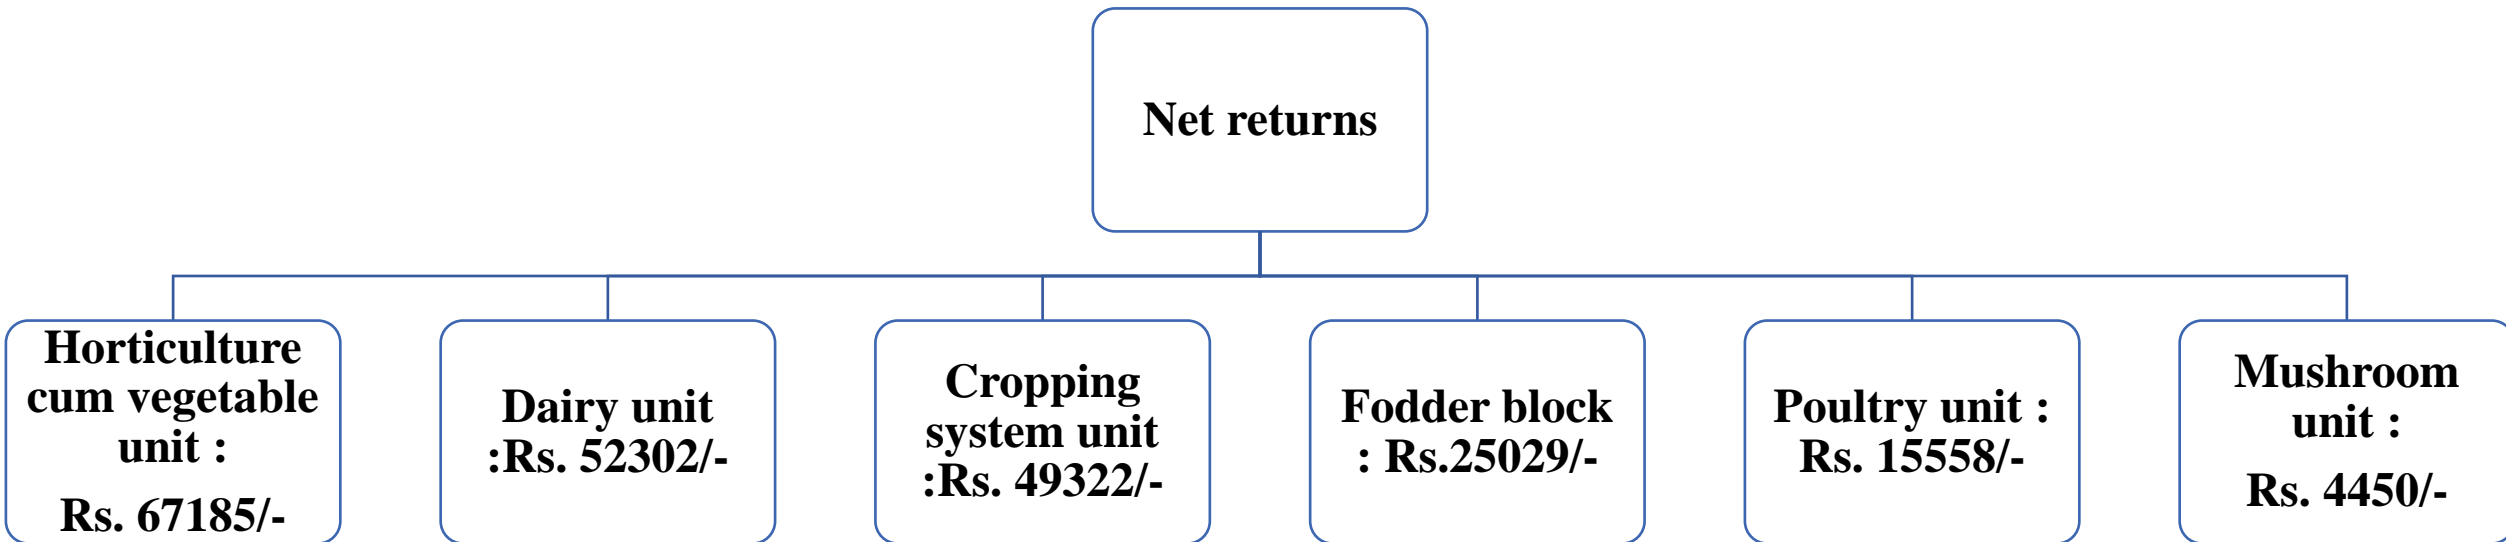 Net returns
Horticulture
cum vegetable
unit :
Rs. 67185/-
Dairy unit
:Rs. 52302/-
Cropping
system unit
:Rs. 49322/-
Fodder block
: Rs.25029/-
Poultry unit :
Rs. 15558/-
Mushroom
unit :
Rs. 4450/-